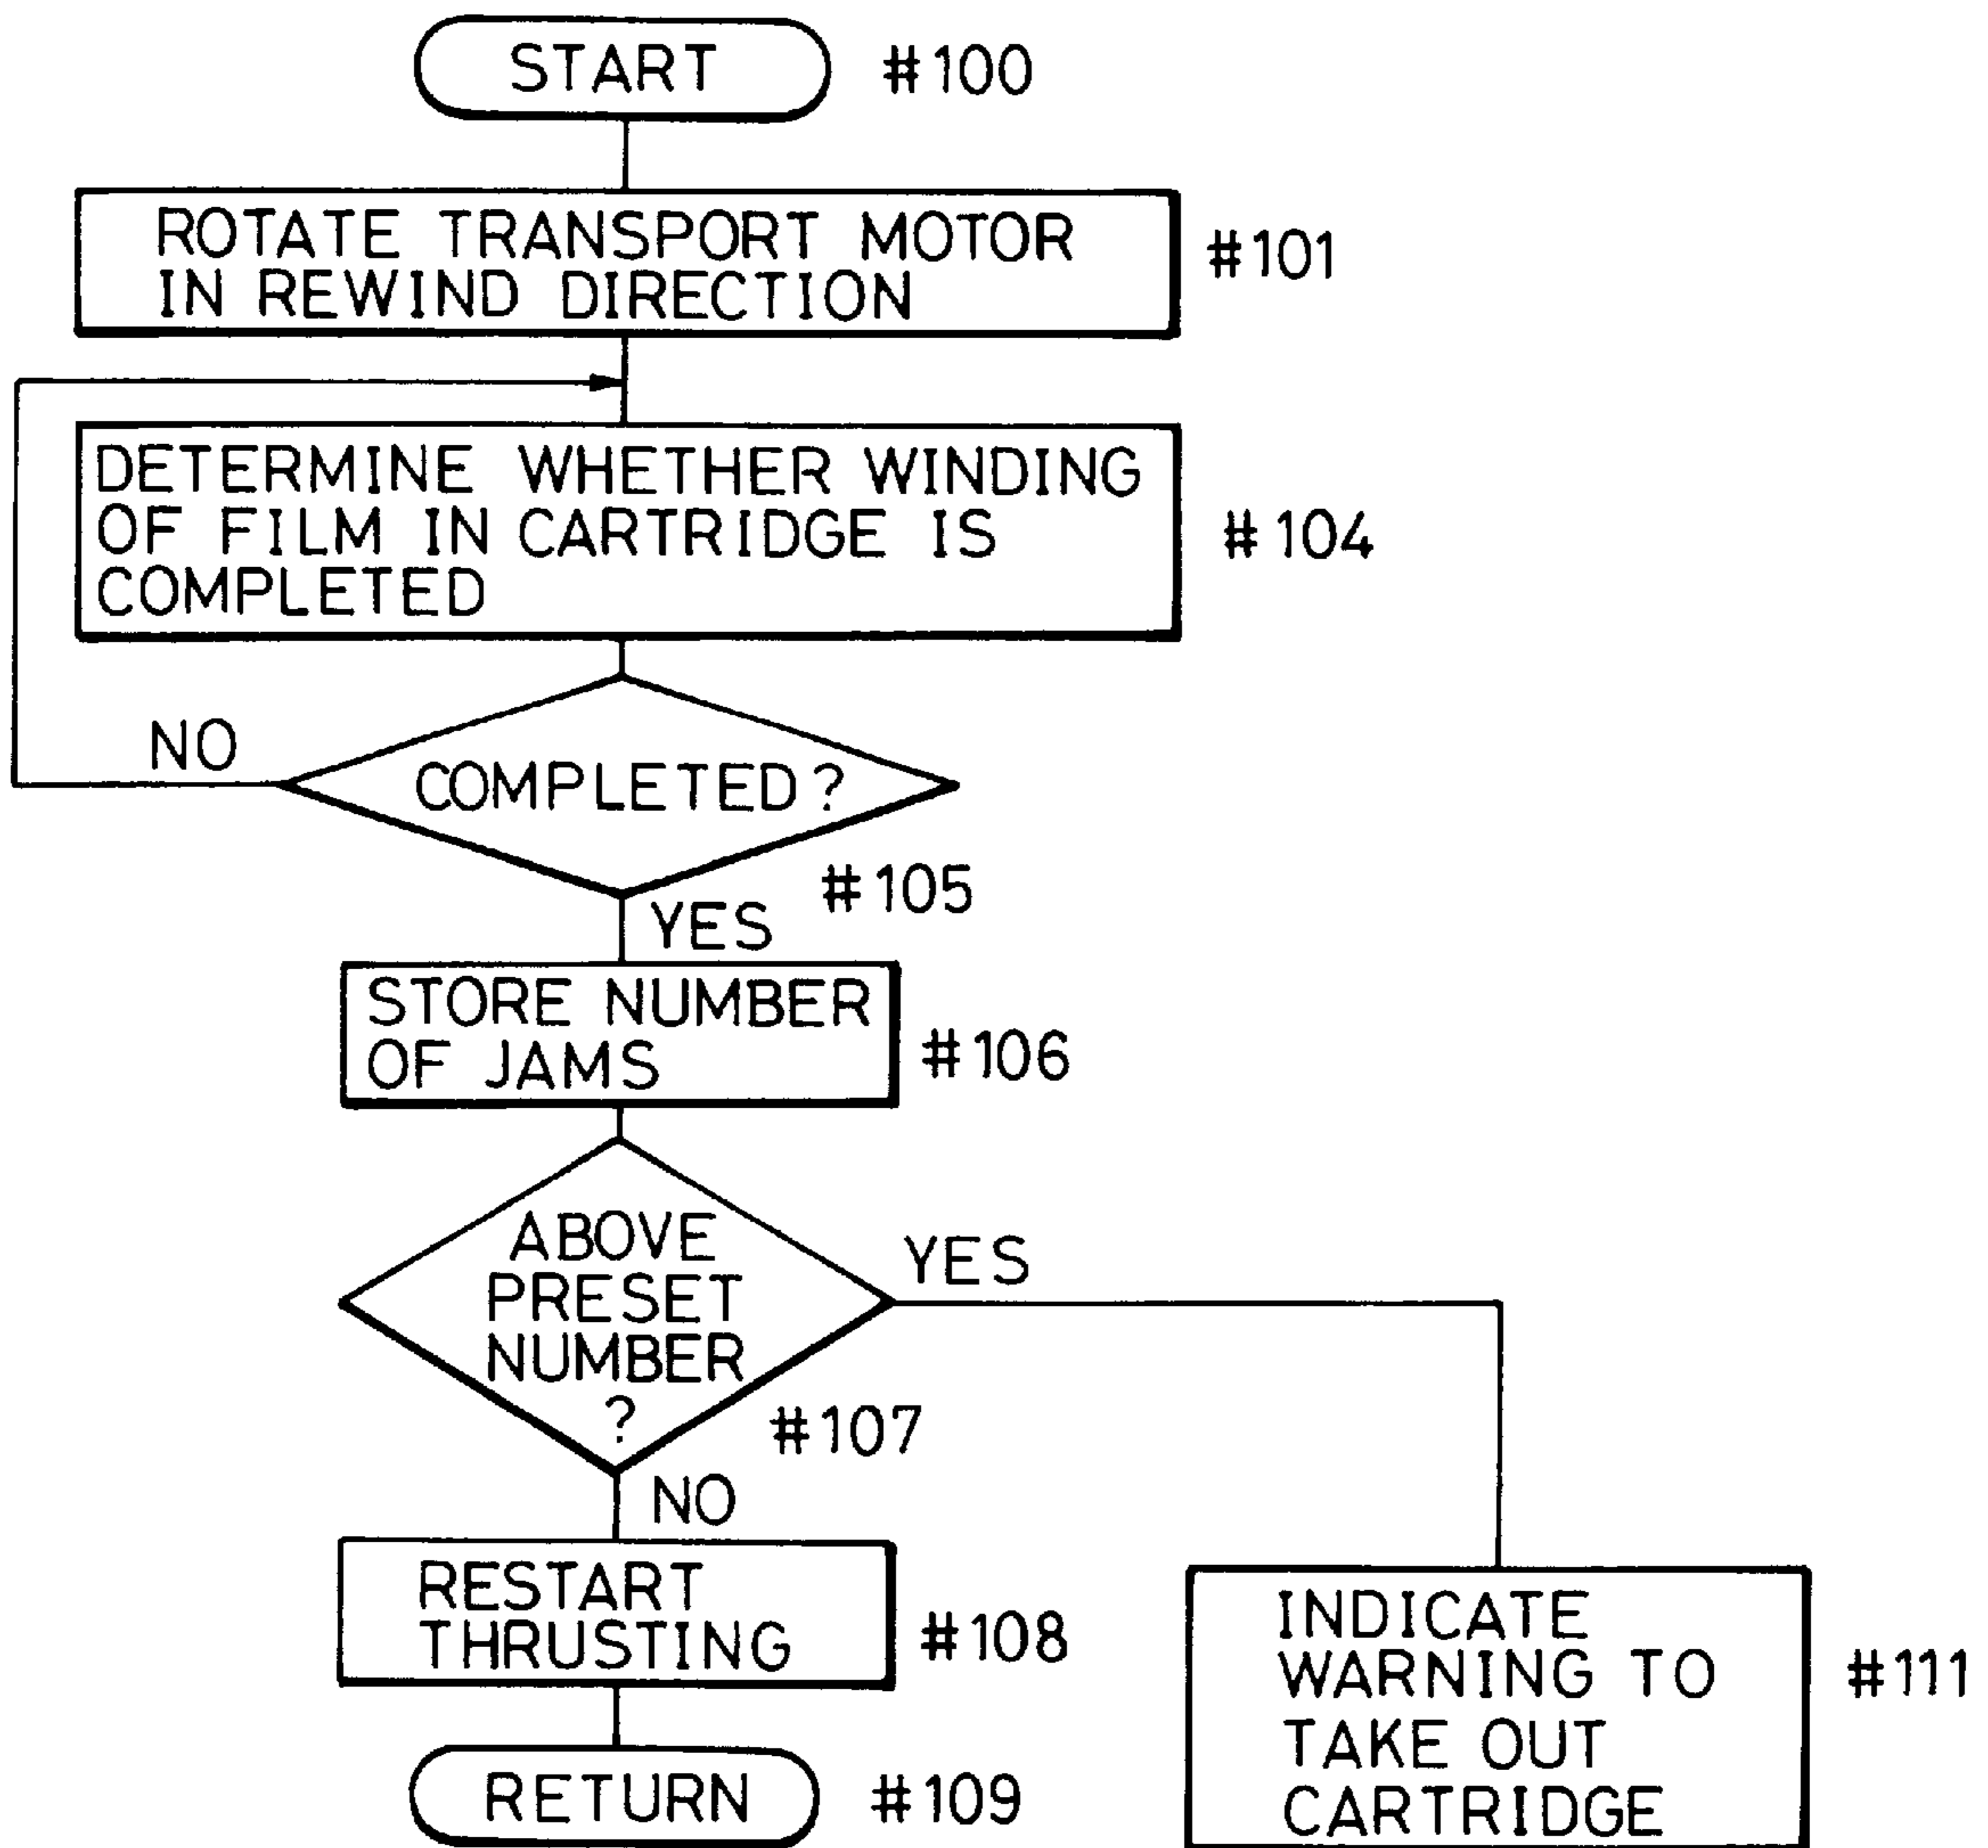 START
#100
ROTATE TRANSPORT MOTOR
IN REWIND DIRECTION
#101
DETERMINE WHETHER WINDING
OF FILM IN CARTRIDGE IS
COMPLETED
#104
NO
COMPLETED?
#105
YES
STORE NUMBER
OF JAMS
#106
ABOVE
PRESET
NUMBER
?
YES
#107
NO
RESTART
THRUSTING
#108
INDICATE
WARNING TO
TAKE OUT
CARTRIDGE
#111
RETURN
#109